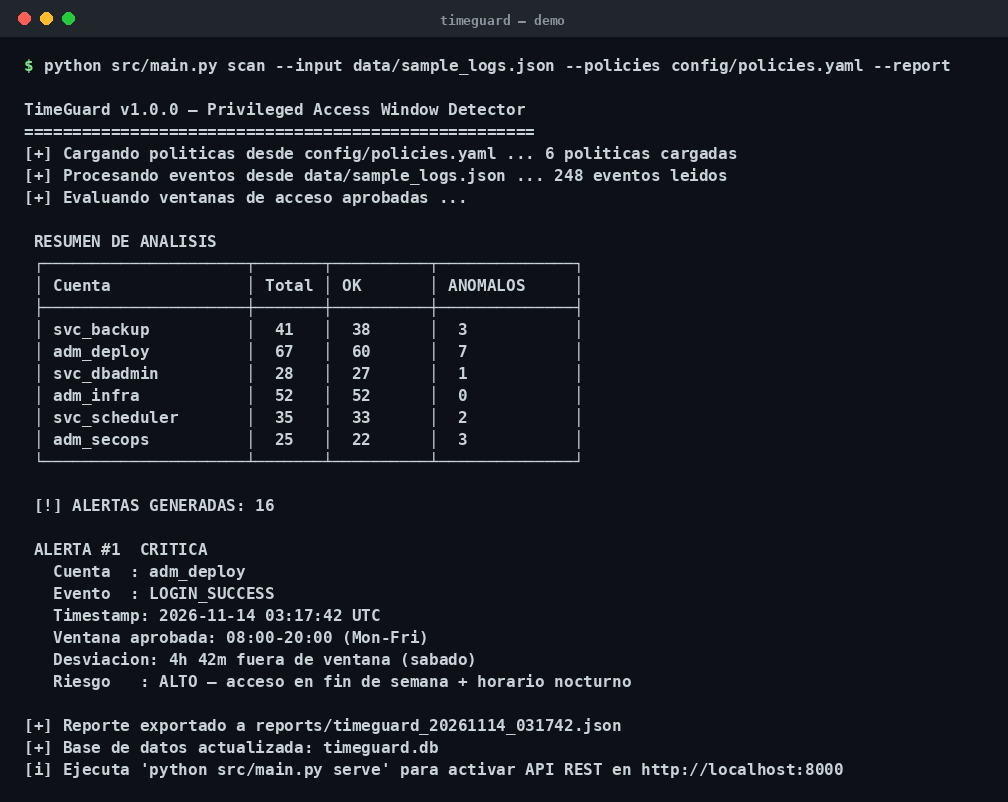 timeguard — demo
$ python src/main.py scan --input data/sample_logs.json --policies config/policies.yaml --report
TimeGuard v1.0.0 — Privileged Access Window Detector
=====================================================
[+] Cargando politicas desde config/policies.yaml ... 6 politicas cargadas
[+] Procesando eventos desde data/sample_logs.json ... 248 eventos leidos
[+] Evaluando ventanas de acceso aprobadas ...
RESUMEN DE ANALISIS
Cuenta Total OK ANOMALOS
svc_backup 41 38 3
adm_deploy 67 60 7
svc_dbadmin 28 27 1
adm_infra 52 52 0
svc_scheduler 35 33 2
adm_secops 25 22 3
[!] ALERTAS GENERADAS: 16
ALERTA #1  CRITICA
Cuenta  : adm_deploy
Evento  : LOGIN_SUCCESS
Timestamp: 2026-11-14 03:17:42 UTC
Ventana aprobada: 08:00-20:00 (Mon-Fri)
Desviacion: 4h 42m fuera de ventana (sabado)
Riesgo   : ALTO — acceso en fin de semana + horario nocturno
[+] Reporte exportado a reports/timeguard_20261114_031742.json
[+] Base de datos actualizada: timeguard.db
[i] Ejecuta 'python src/main.py serve' para activar API REST en http://localhost:8000